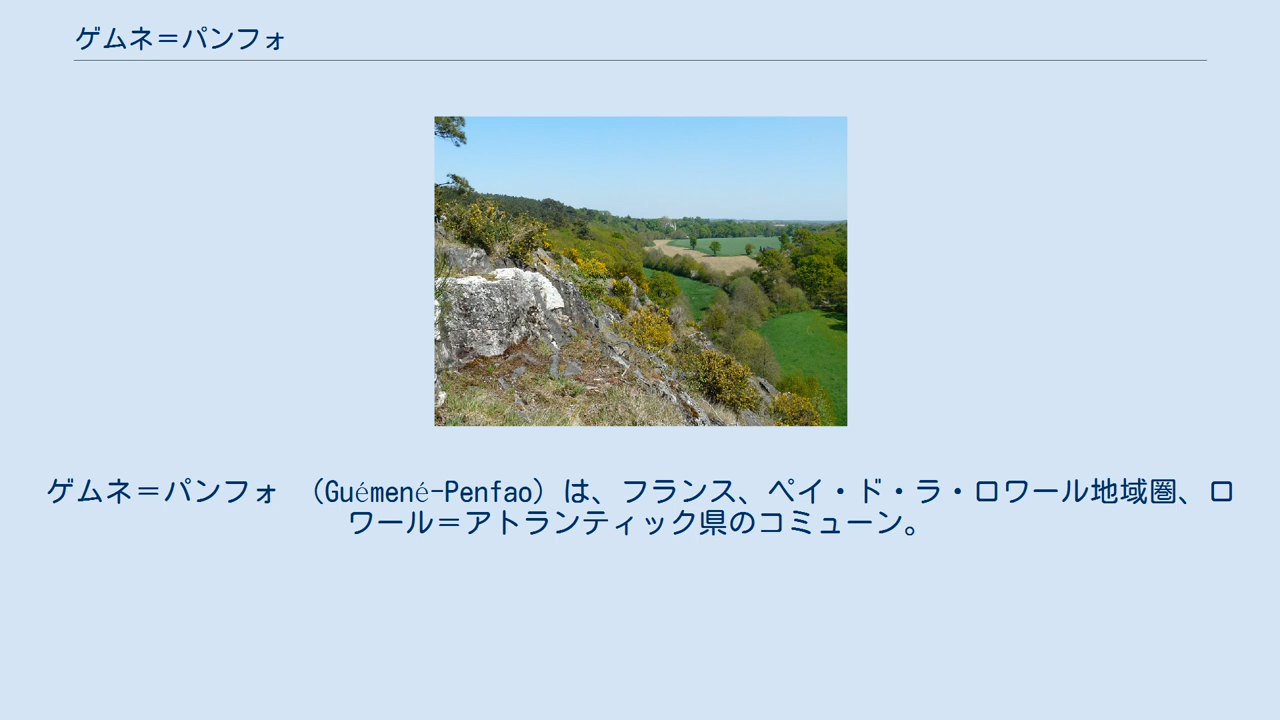 ゲムネ＝パンフォ
ゲムネ＝パンフォ （Guémené-Penfao）は、フランス、ペイ・ド・ラ・ロワール地域圏、ロ
ワール＝アトランティック県のコミューン。